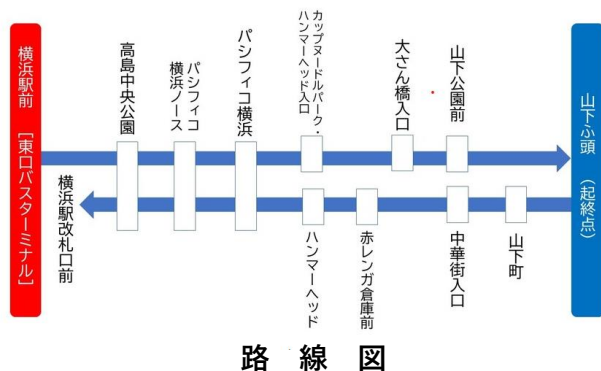 横浜駅前 [東口バスターミナル]
高島中央公園
パシフィコ
横浜ノース
パシフィコ横浜
カップヌードルパーク・
ハンマーヘッド入口
大さん橋入口
山下公園前
山下ふ頭 (起終点)
横浜駅改札口前
ハンマーヘッド
赤レンガ倉庫前
中華街入口
山下町
路線図